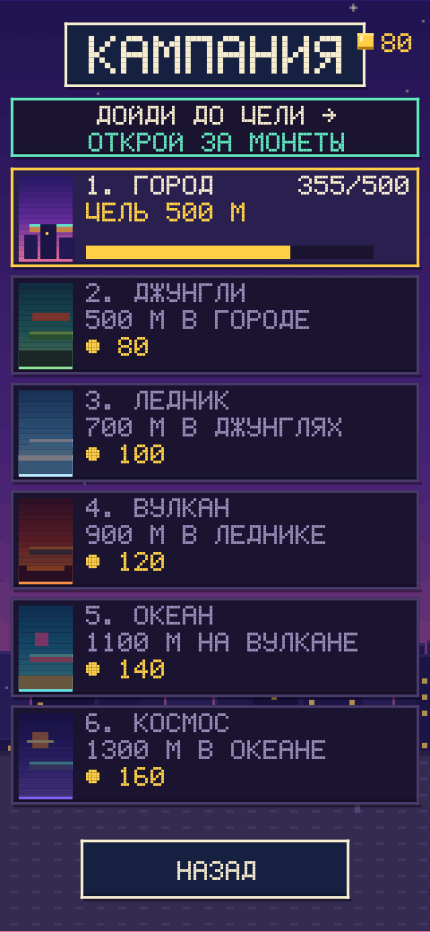 КАМПАНИЯ
80
ДОЙДИ ДО ЦЕЛИ →
ОТКРОЙ ЗА МОНЕТЫ
1. ГОРОД 355/500
ЦЕЛЬ 500 М
2. ДЖУНГЛИ
500 М В ГОРОДЕ
80
3. ЛЕДНИК
700 М В ДЖУНГЛЯХ
100
4. ВУЛКАН
900 М В ЛЕДНИКЕ
120
5. ОКЕАН
1100 М НА ВУЛКАНЕ
140
6. КОСМОС
1300 М В ОКЕАНЕ
160
НАЗАД